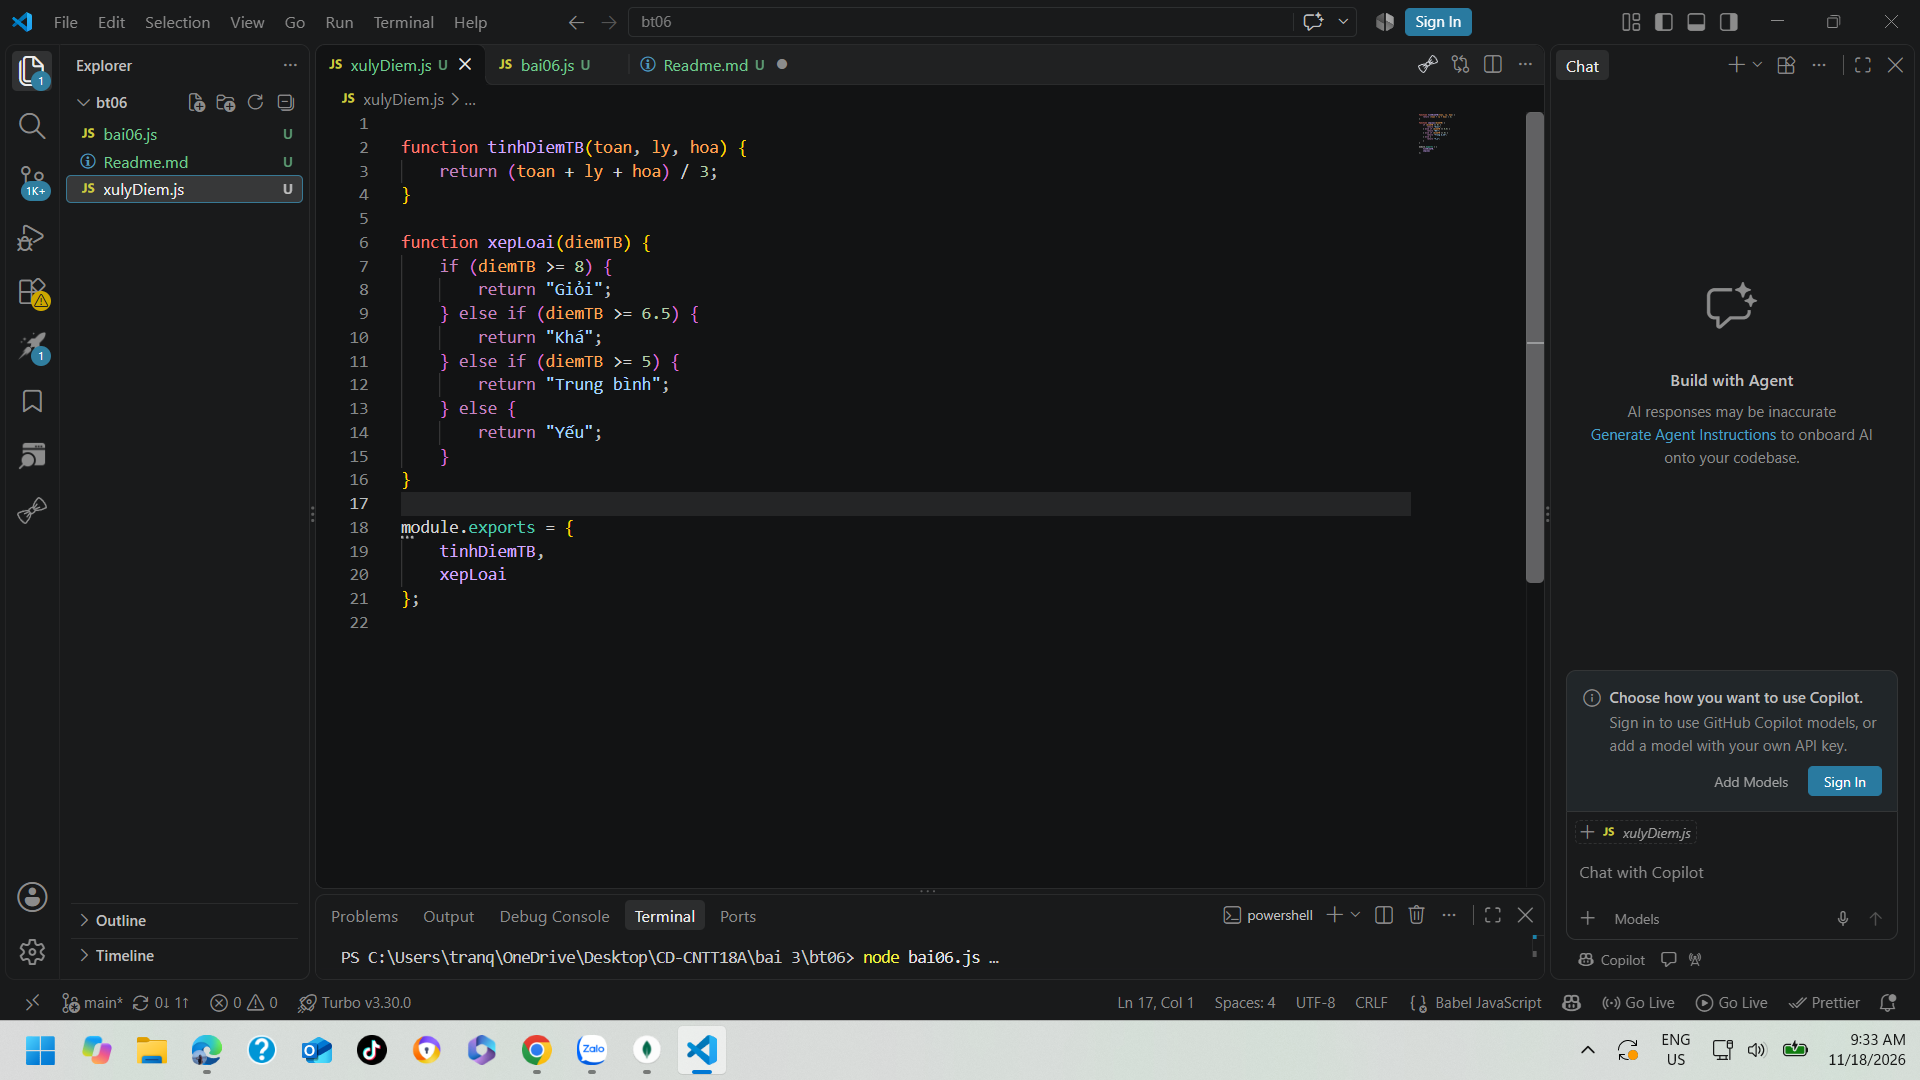 File Edit Selection View Go Run Terminal Help
bt06
Sign In
Explorer
bt06
JS bai06.js U
Readme.md U
JS xulyDiem.js U
1
1K+
1
Outline
Timeline
JS xulyDiem.js U
JS bai06.js U
Readme.md U
JS xulyDiem.js > ...
1
2 function tinhDiemTB(toan, ly, hoa) {
3 return (toan + ly + hoa) / 3;
4 }
5
6 function xepLoai(diemTB) {
7 if (diemTB >= 8) {
8 return "Giỏi";
9 } else if (diemTB >= 6.5) {
10 return "Khá";
11 } else if (diemTB >= 5) {
12 return "Trung bình";
13 } else {
14 return "Yếu";
15 }
16 }
17
18 module.exports = {
19 tinhDiemTB,
20 xepLoai
21 };
22
Problems Output Debug Console Terminal Ports
powershell
PS C:\Users\tranq\OneDrive\Desktop\CD-CNTT18A\bai 3\bt06> node bai06.js …
Chat
Build with Agent
AI responses may be inaccurate
Generate Agent Instructions to onboard AI
onto your codebase.
Choose how you want to use Copilot.
Sign in to use GitHub Copilot models, or
add a model with your own API key.
Add Models Sign In
JS xulyDiem.js
Chat with Copilot
Models
Copilot
main* 0↓ 1↑ 0 0 Turbo v3.30.0
Ln 17, Col 1 Spaces: 4 UTF-8 CRLF {} Babel JavaScript Go Live Go Live Prettier
Zalo
ENG
US
9:33 AM
11/18/2026